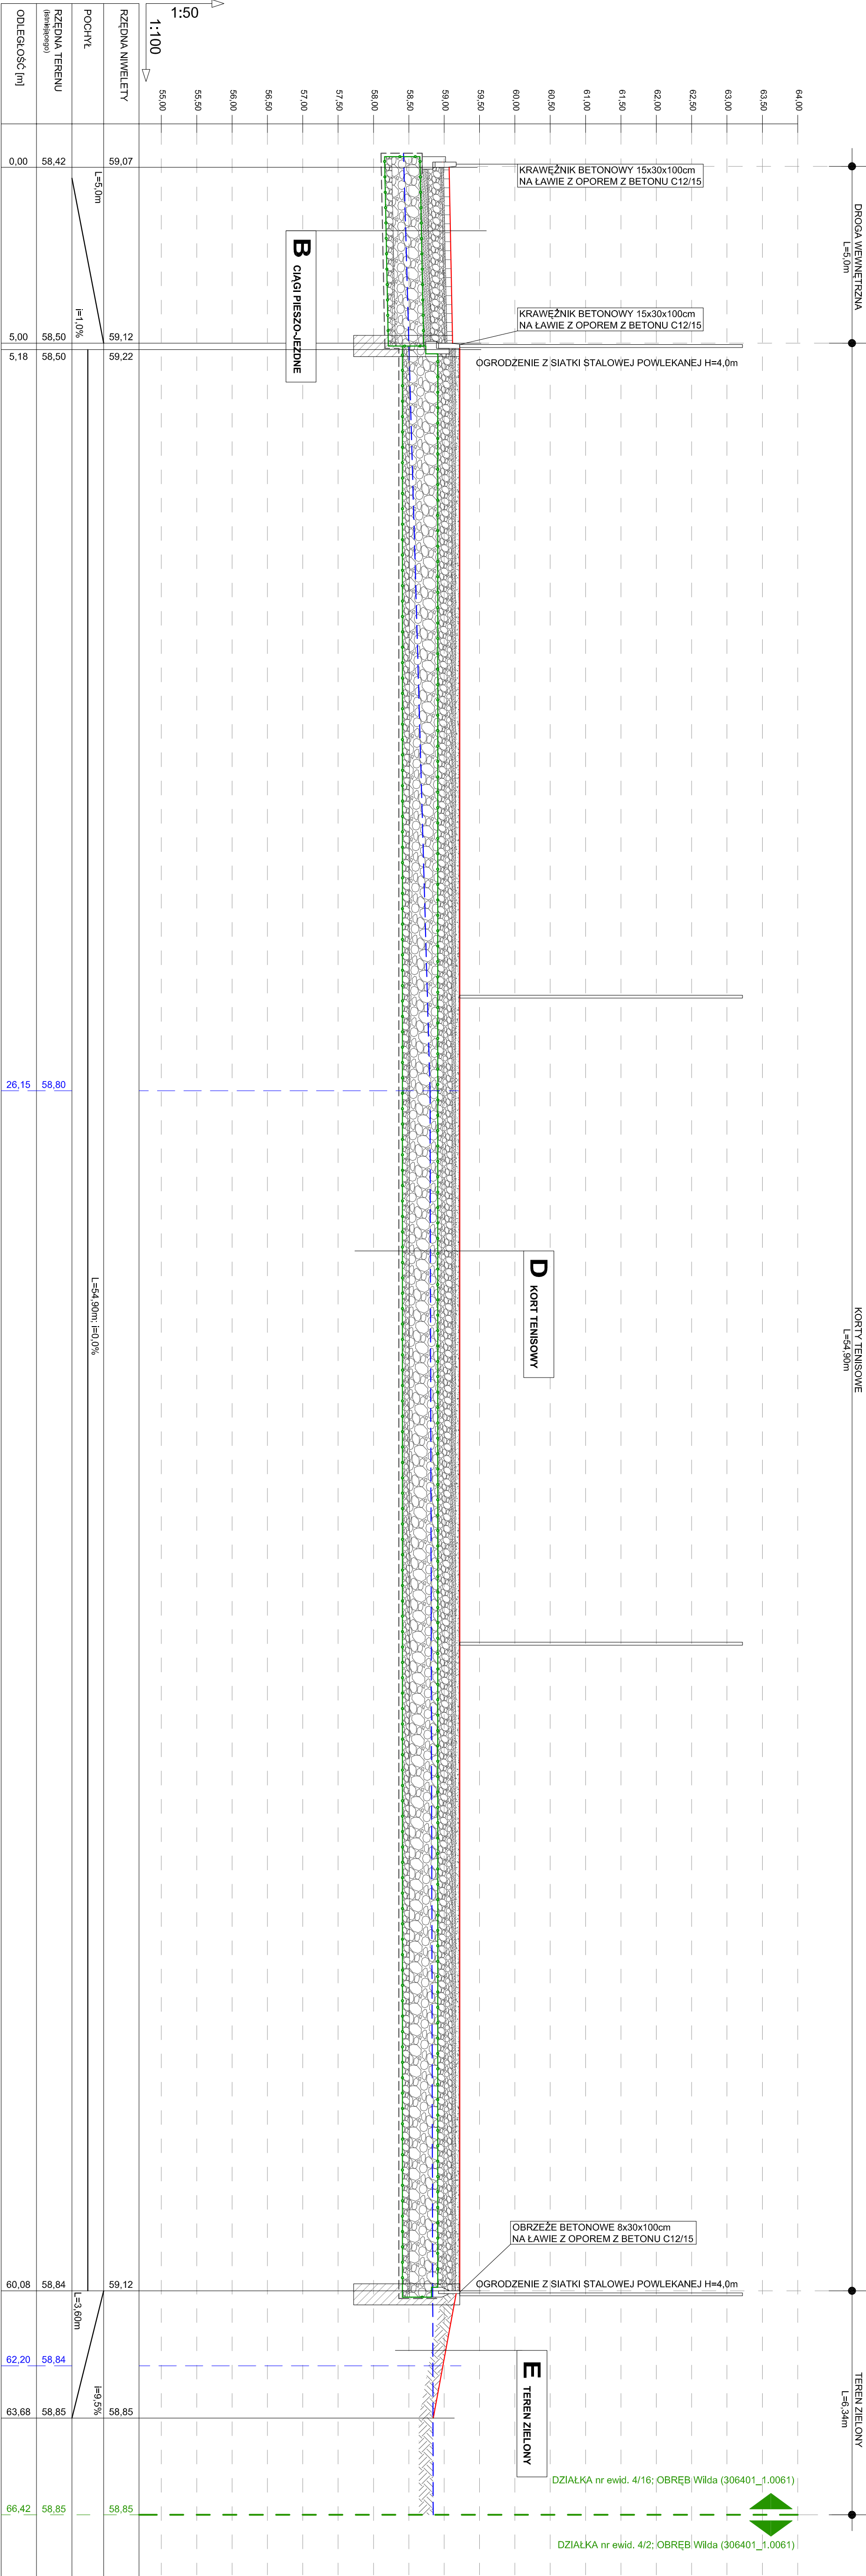 1:50
1:100
64.00
63.50
63.00
62.50
62.00
61.50
61.00
60.50
60.00
59.50
59.00
58.50
58.00
57.50
57.00
56.50
56.00
55.50
55.00
DROGA WEWNĘTRZNA
L=5,0m
KORTY TENISOWE
L=54,90m
TEREN ZIELONY
L=6,34m
KRAWĘŻNIK BETONOWY 15x30x100cm
NA ŁAWIE Z OPOREM Z BETONU C12/15
KRAWĘŻNIK BETONOWY 15x30x100cm
NA ŁAWIE Z OPOREM Z BETONU C12/15
OGRODZENIE Z SIATKI STALOWEJ POWLEKANEJ H=4,0m
B CIĄGI PIESZO-JEZDNE
D KORT TENISOWY
OBRZEŻE BETONOWE 8x30x100cm
NA ŁAWIE Z OPOREM Z BETONU C12/15
OGRODZENIE Z SIATKI STALOWEJ POWLEKANEJ H=4,0m
E TEREN ZIELONY
DZIAŁKA nr ewid. 4/16; OBRĘB Wilda (306401_1.0061)
DZIAŁKA nr ewid. 4/2; OBRĘB Wilda (306401_1.0061)
RZĘDNA NIWELETY
59,07
59,12
59,22
59,12
58,85
58,85
POCHYŁ
L=5,0m
i=1,0%
L=54,90m; i=0,0%
L=3,60m
i=9,5%
RZĘDNA TERENU
(istniejącego)
58,42
58,50
58,50
58,80
58,84
58,84
58,85
58,85
ODLEGŁOŚĆ [m]
0,00
5,00
5,18
26,15
60,08
62,20
63,68
66,42